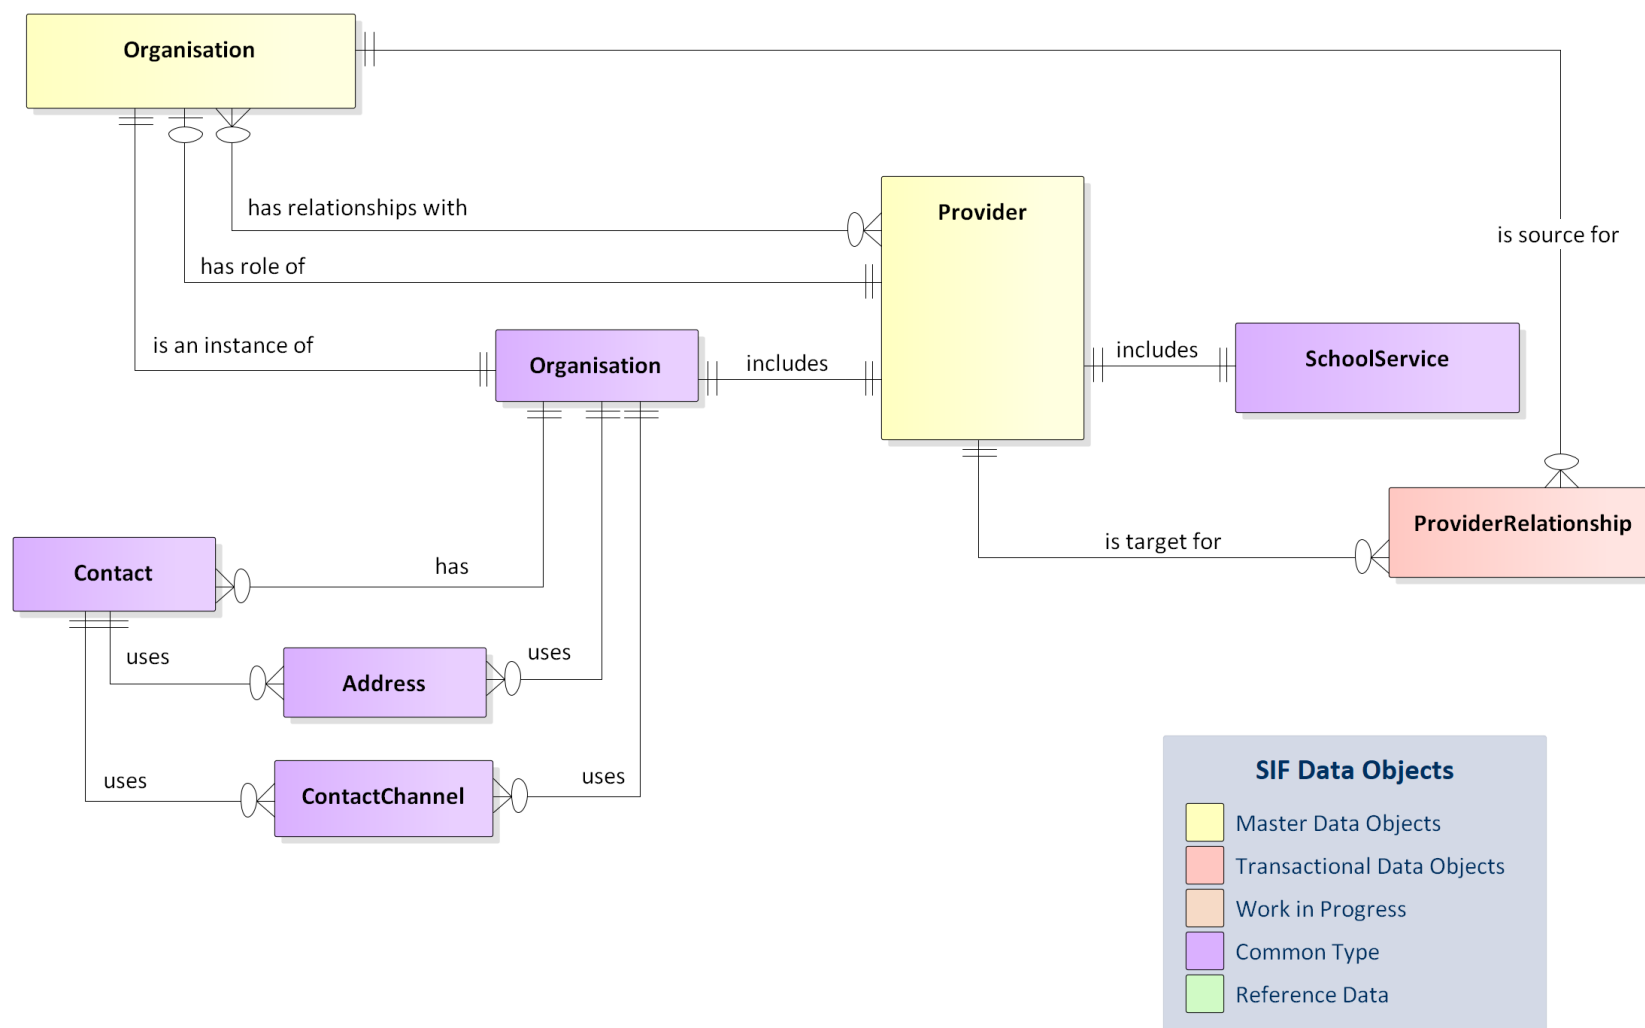 Organisation
has relationships with
Provider
is source for
has role of
is an instance of
Organisation
includes
includes
SchoolService
ProviderRelationship
is target for
Contact
has
uses
uses
Address
uses
uses
ContactChannel
SIF Data Objects
Master Data Objects
Transactional Data Objects
Work in Progress
Common Type
Reference Data